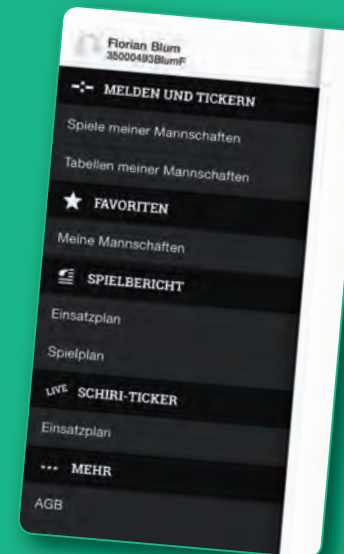 Florian Blum
35000493BlumF
-:- MELDEN UND TICKERN
Spiele meiner Mannschaften
Tabellen meiner Mannschaften
FAVORITEN
Meine Mannschaften
SPIELBERICHT
Einsatzplan
Spielplan
LIVE SCHIRI-TICKER
Einsatzplan
••• MEHR
AGB